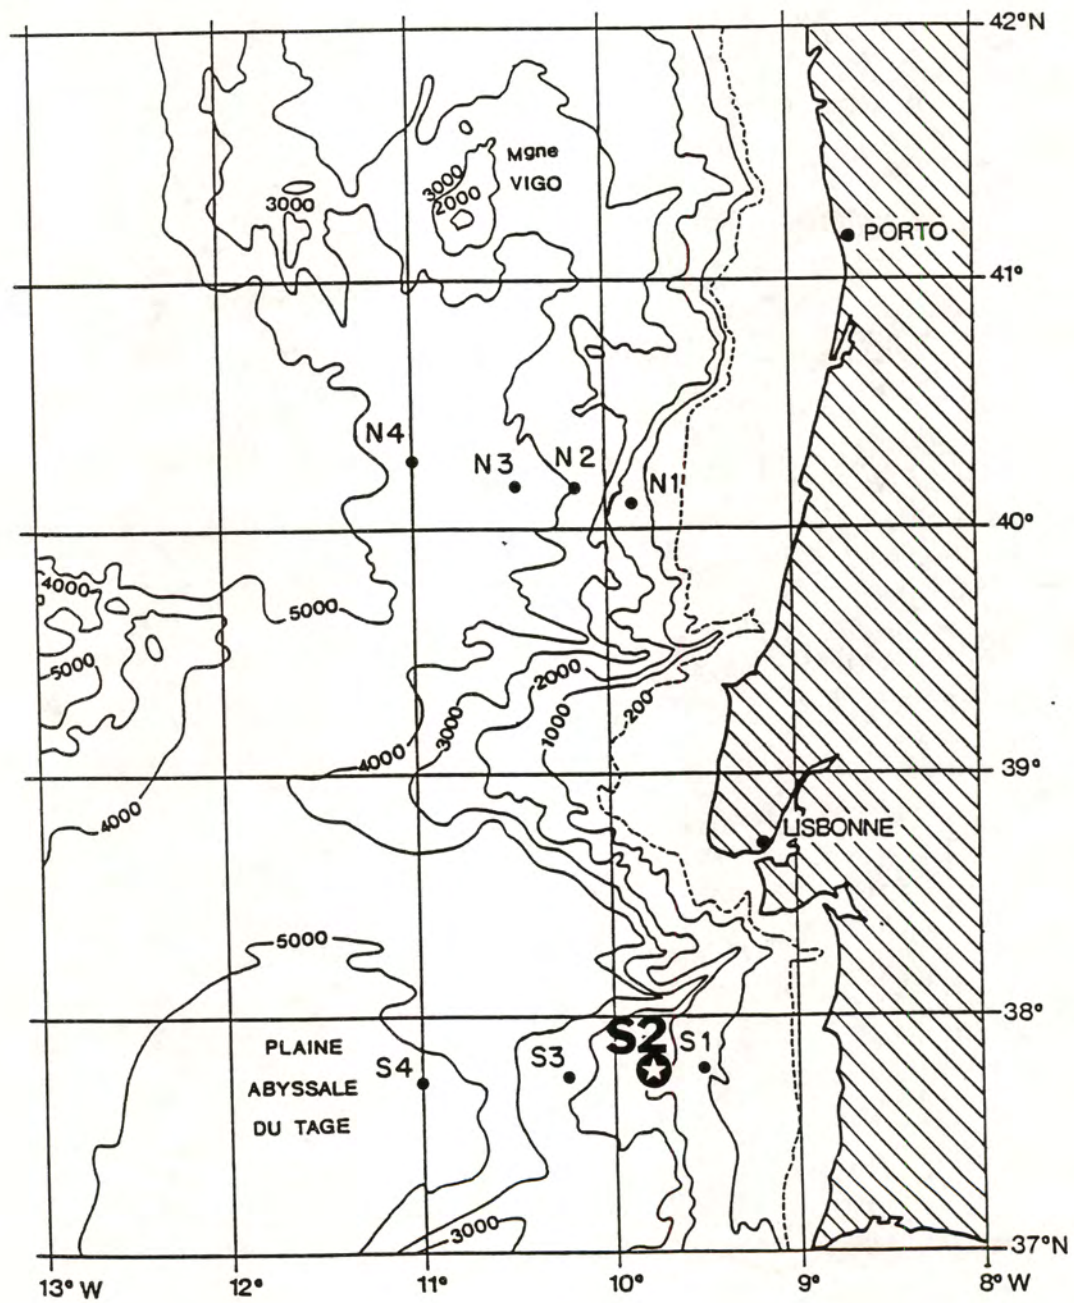 42°N
Mgne
VIGO
3000
2000
3000
PORTO
41°
N4
N3
N2
N1
40°
4000
5000
5000
2000
200
1000
3000
4000
39°
4000
LISBONNE
5000
38°
S2
S1
S3
S4
PLAINE
ABYSSALE
DU TAGE
3000
37°N
13° W
12°
11°
10°
9°
8° W